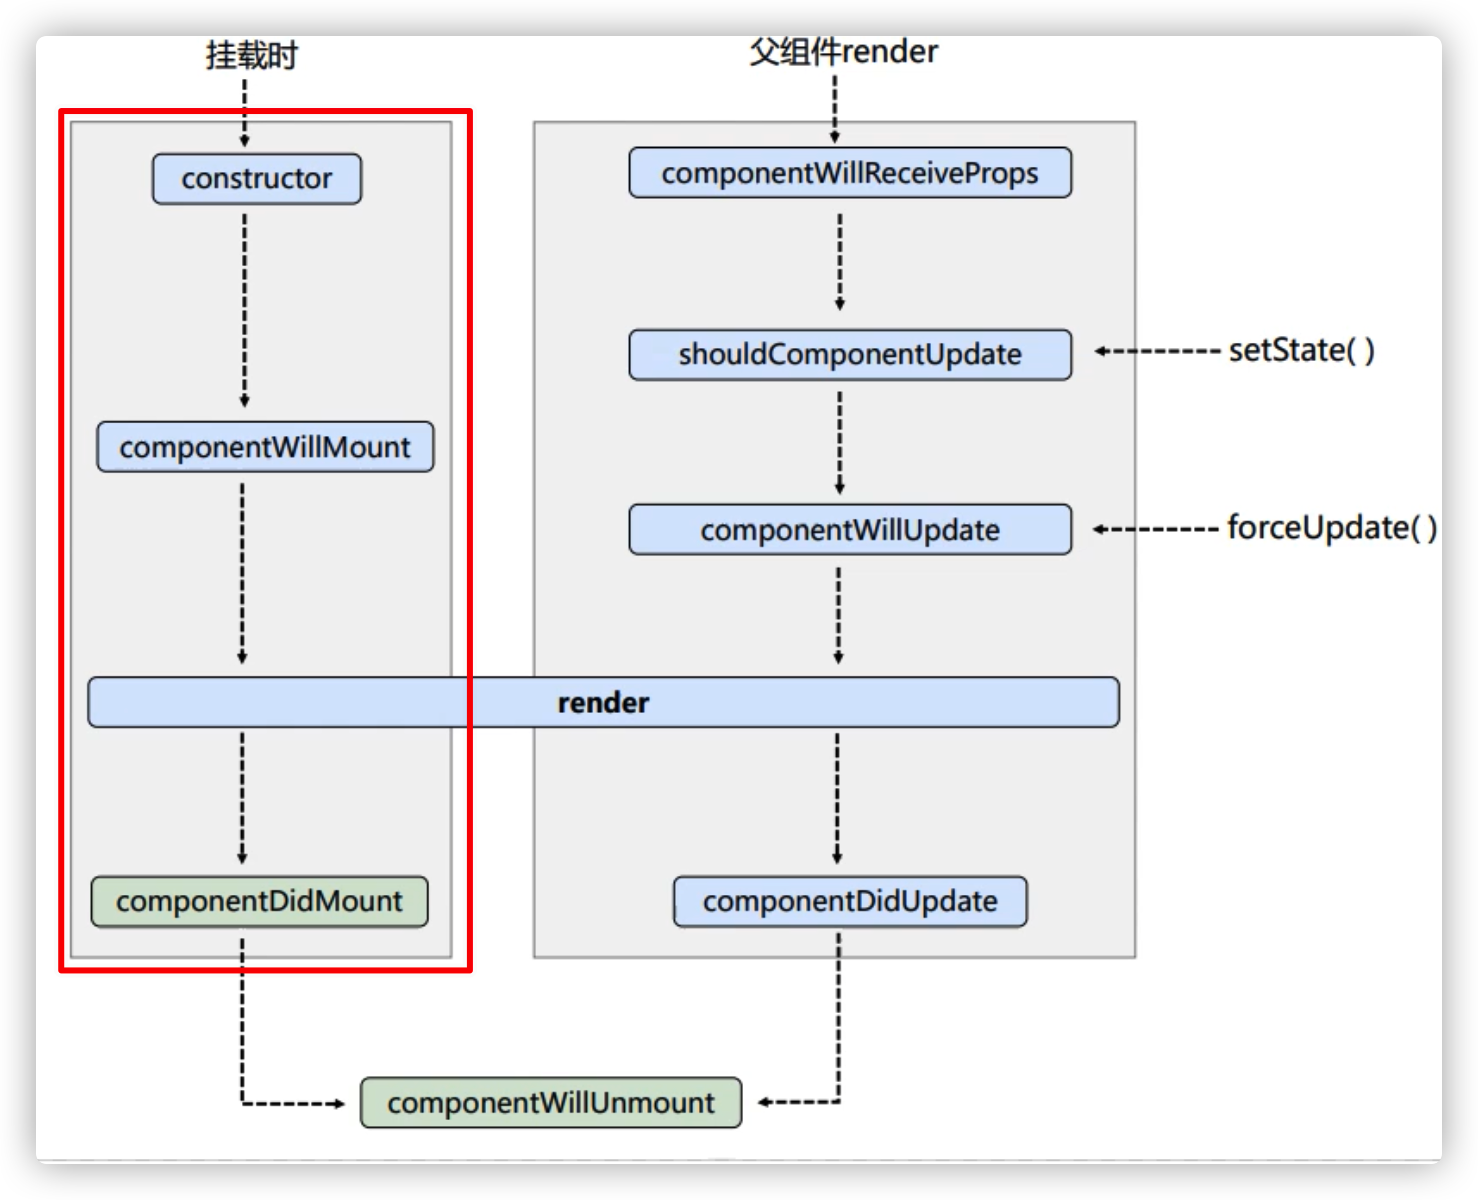 挂载时
constructor
componentWillMount
父组件render
componentWillReceiveProps
shouldComponentUpdate
setState( )
componentWillUpdate
forceUpdate( )
render
componentDidMount
componentDidUpdate
componentWillUnmount